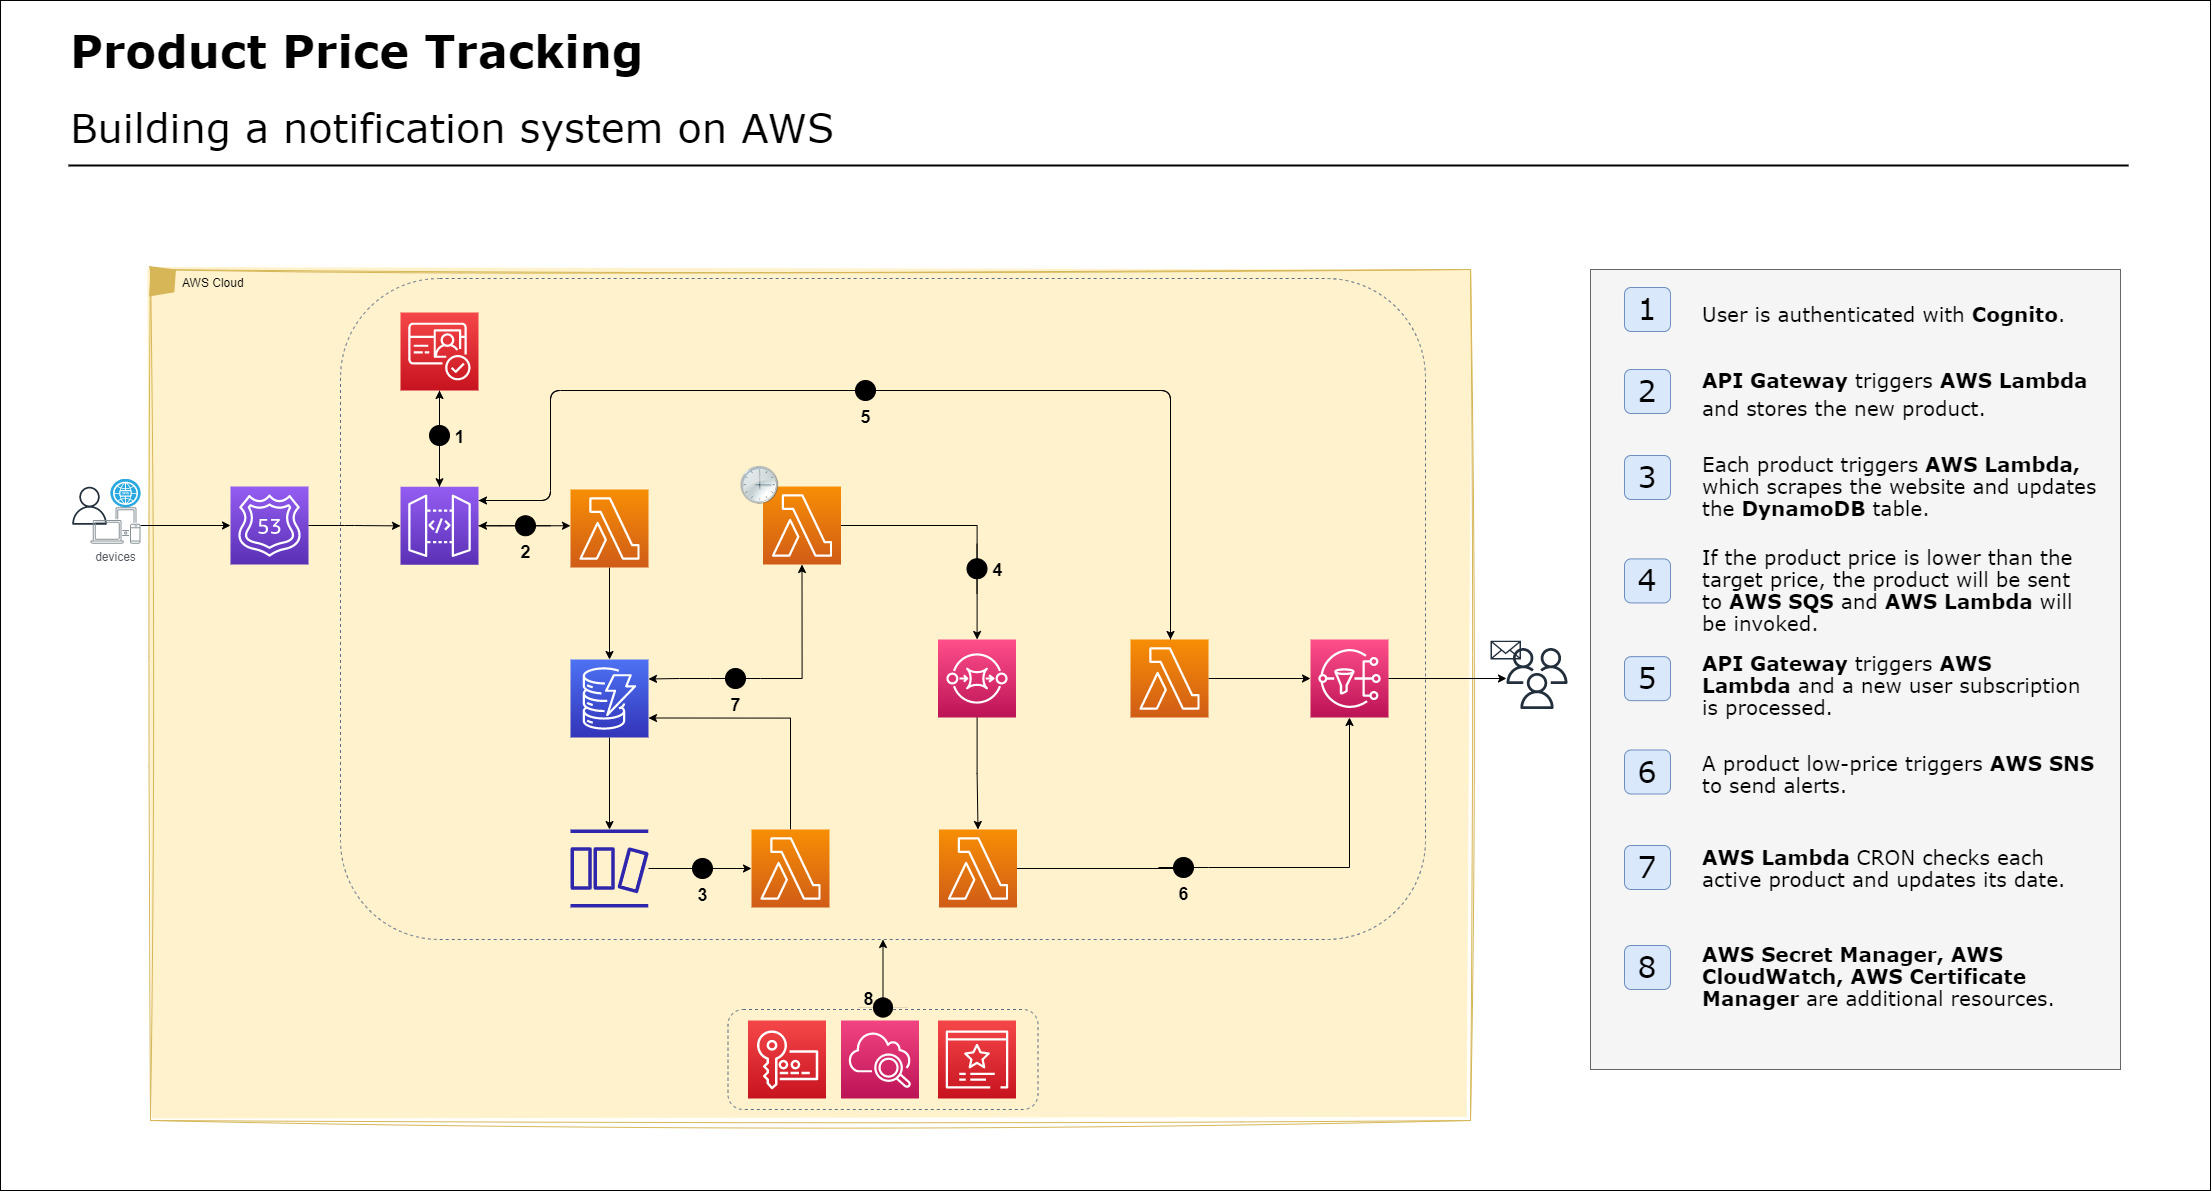 Product Price Tracking
Building a notification system on AWS
AWS Cloud
devices
53
</>
1
2
3
4
5
6
7
8
1
User is authenticated with Cognito.
2
API Gateway triggers AWS Lambda
and stores the new product.
3
Each product triggers AWS Lambda,
which scrapes the website and updates
the DynamoDB table.
4
If the product price is lower than the
target price, the product will be sent
to AWS SQS and AWS Lambda will
be invoked.
5
API Gateway triggers AWS
Lambda and a new user subscription
is processed.
6
A product low-price triggers AWS SNS
to send alerts.
7
AWS Lambda CRON checks each
active product and updates its date.
8
AWS Secret Manager, AWS
CloudWatch, AWS Certificate
Manager are additional resources.